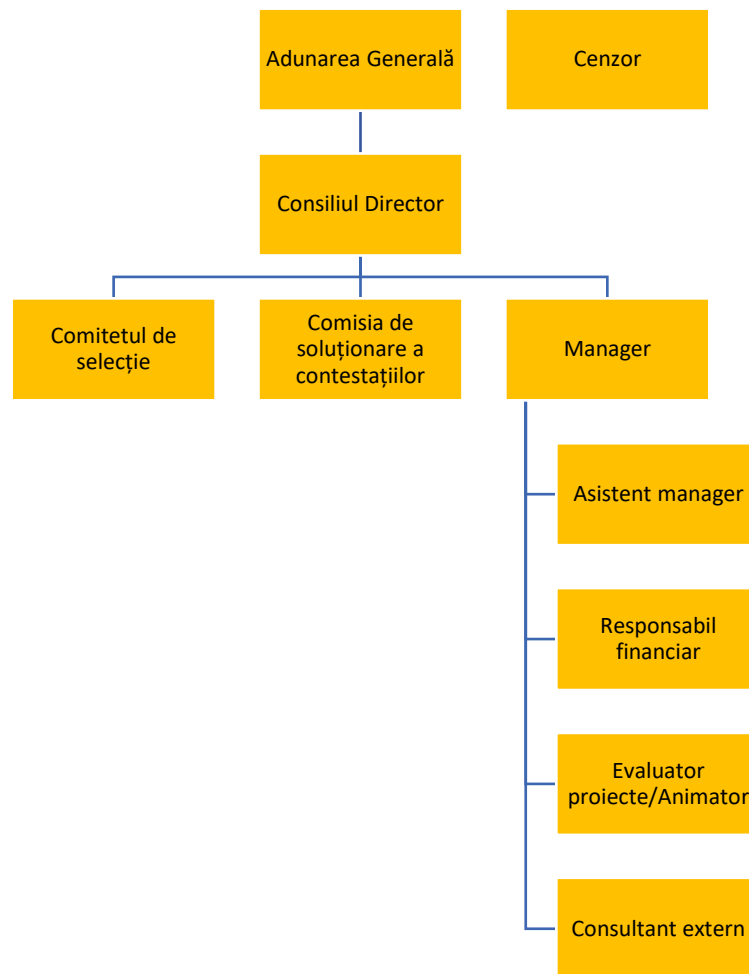 Adunarea Generală
Cenzor
Consiliul Director
Comitetul de
selecție
Comisia de
soluționare a
contestațiilor
Manager
Asistent manager
Responsabil
financiar
Evaluator
proiecte/Animator
Consultant extern